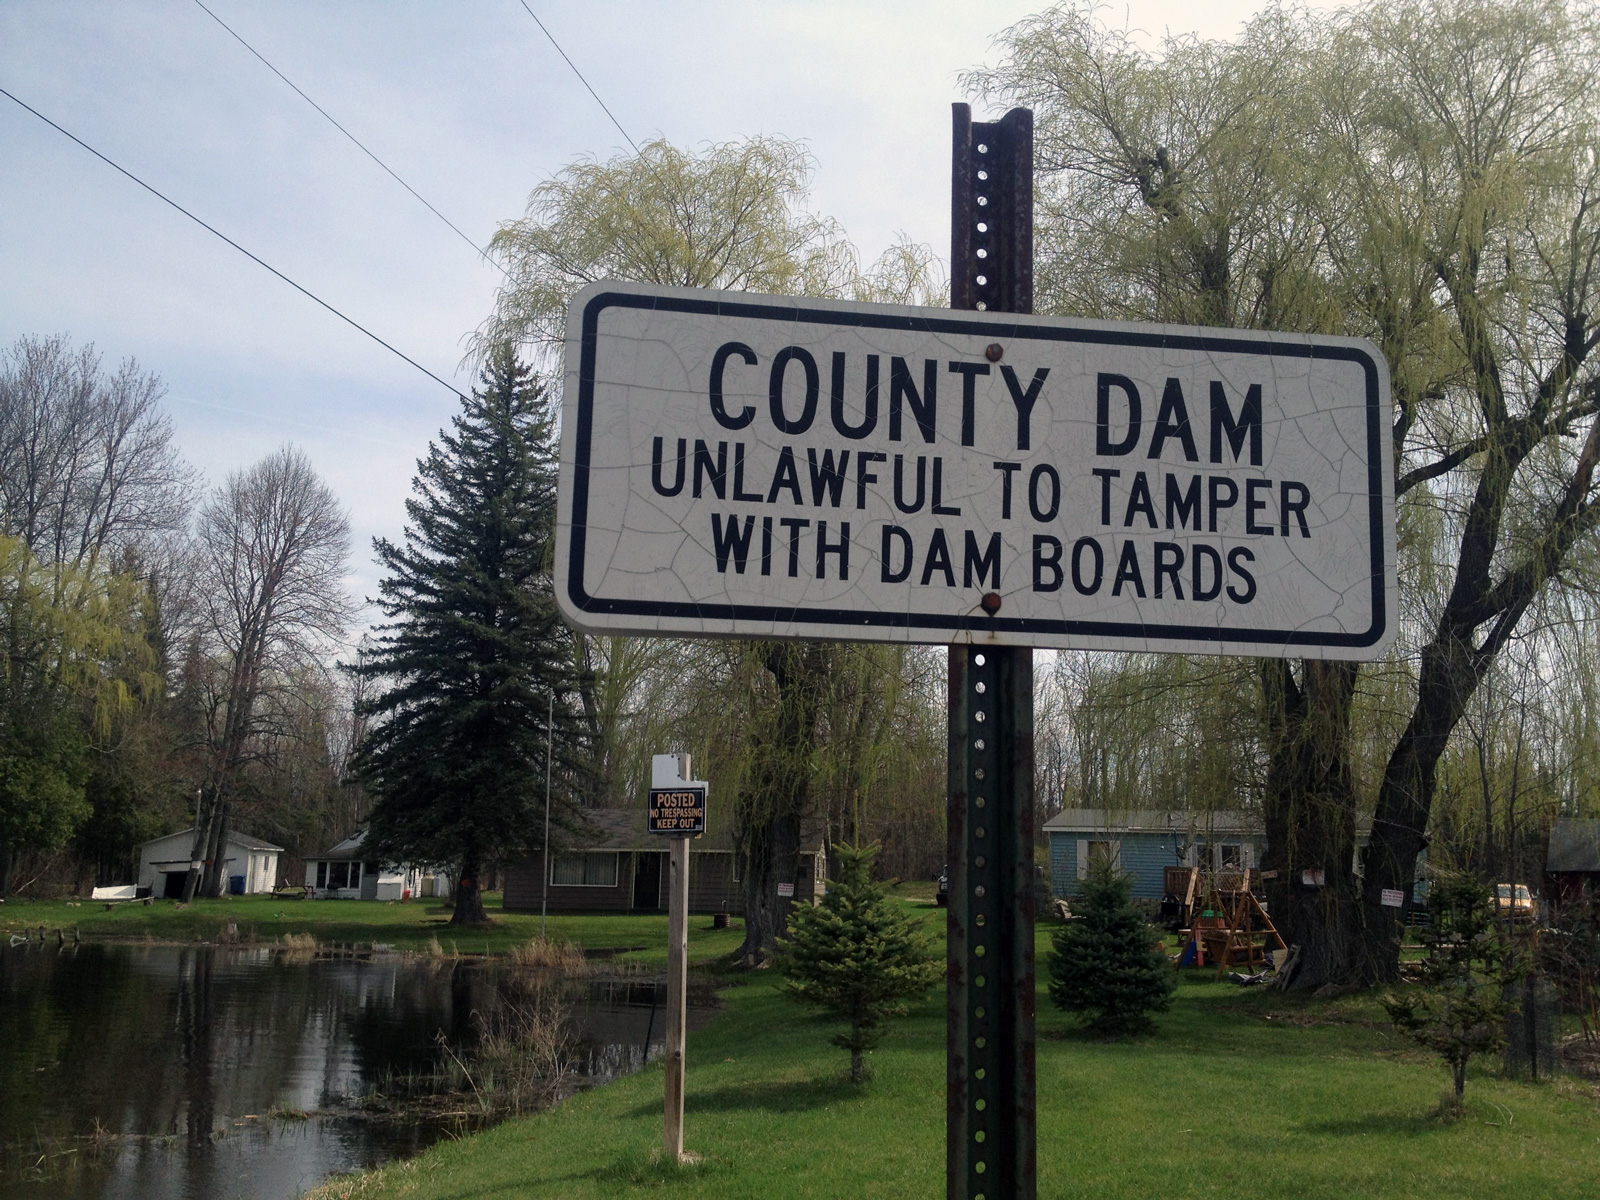 COUNTY DAM
UNLAWFUL TO TAMPER
WITH DAM BOARDS
POSTED
NO TRESPASSING
KEEP OUT